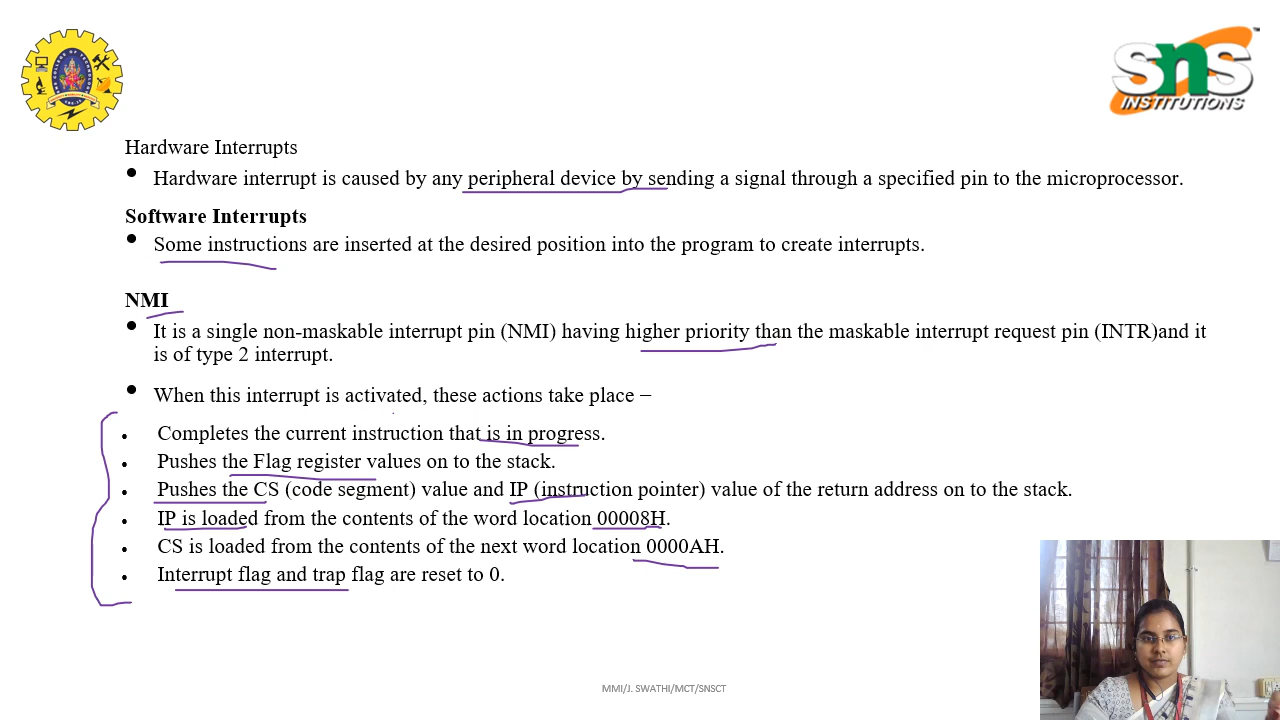 SNS
INSTITUTIONS
™
Hardware Interrupts
• Hardware interrupt is caused by any peripheral device by sending a signal through a specified pin to the microprocessor.
Software Interrupts
• Some instructions are inserted at the desired position into the program to create interrupts.
NMI
• It is a single non-maskable interrupt pin (NMI) having higher priority than the maskable interrupt request pin (INTR)and it
is of type 2 interrupt.
• When this interrupt is activated, these actions take place −
• Completes the current instruction that is in progress.
• Pushes the Flag register values on to the stack.
• Pushes the CS (code segment) value and IP (instruction pointer) value of the return address on to the stack.
• IP is loaded from the contents of the word location 00008H.
• CS is loaded from the contents of the next word location 0000AH.
• Interrupt flag and trap flag are reset to 0.
MMI/J. SWATHI/MCT/SNSCT